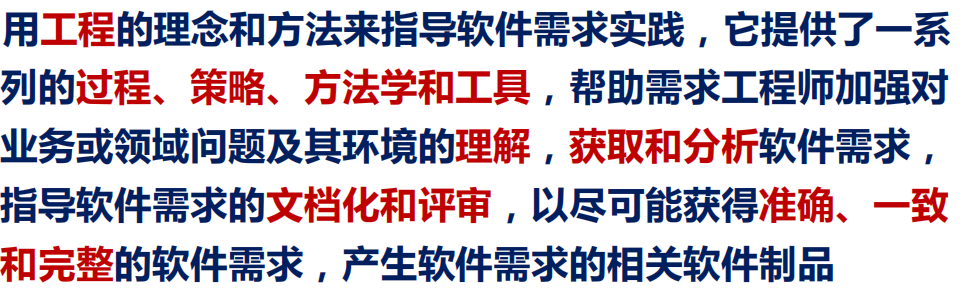 用工程的理念和方法来指导软件需求实践，它提供了一系
列的过程、策略、方法学和工具，帮助需求工程师加强对
业务或领域问题及其环境的理解，获取和分析软件需求，
指导软件需求的文档化和评审，以尽可能获得准确、一致
和完整的软件需求，产生软件需求的相关软件制品